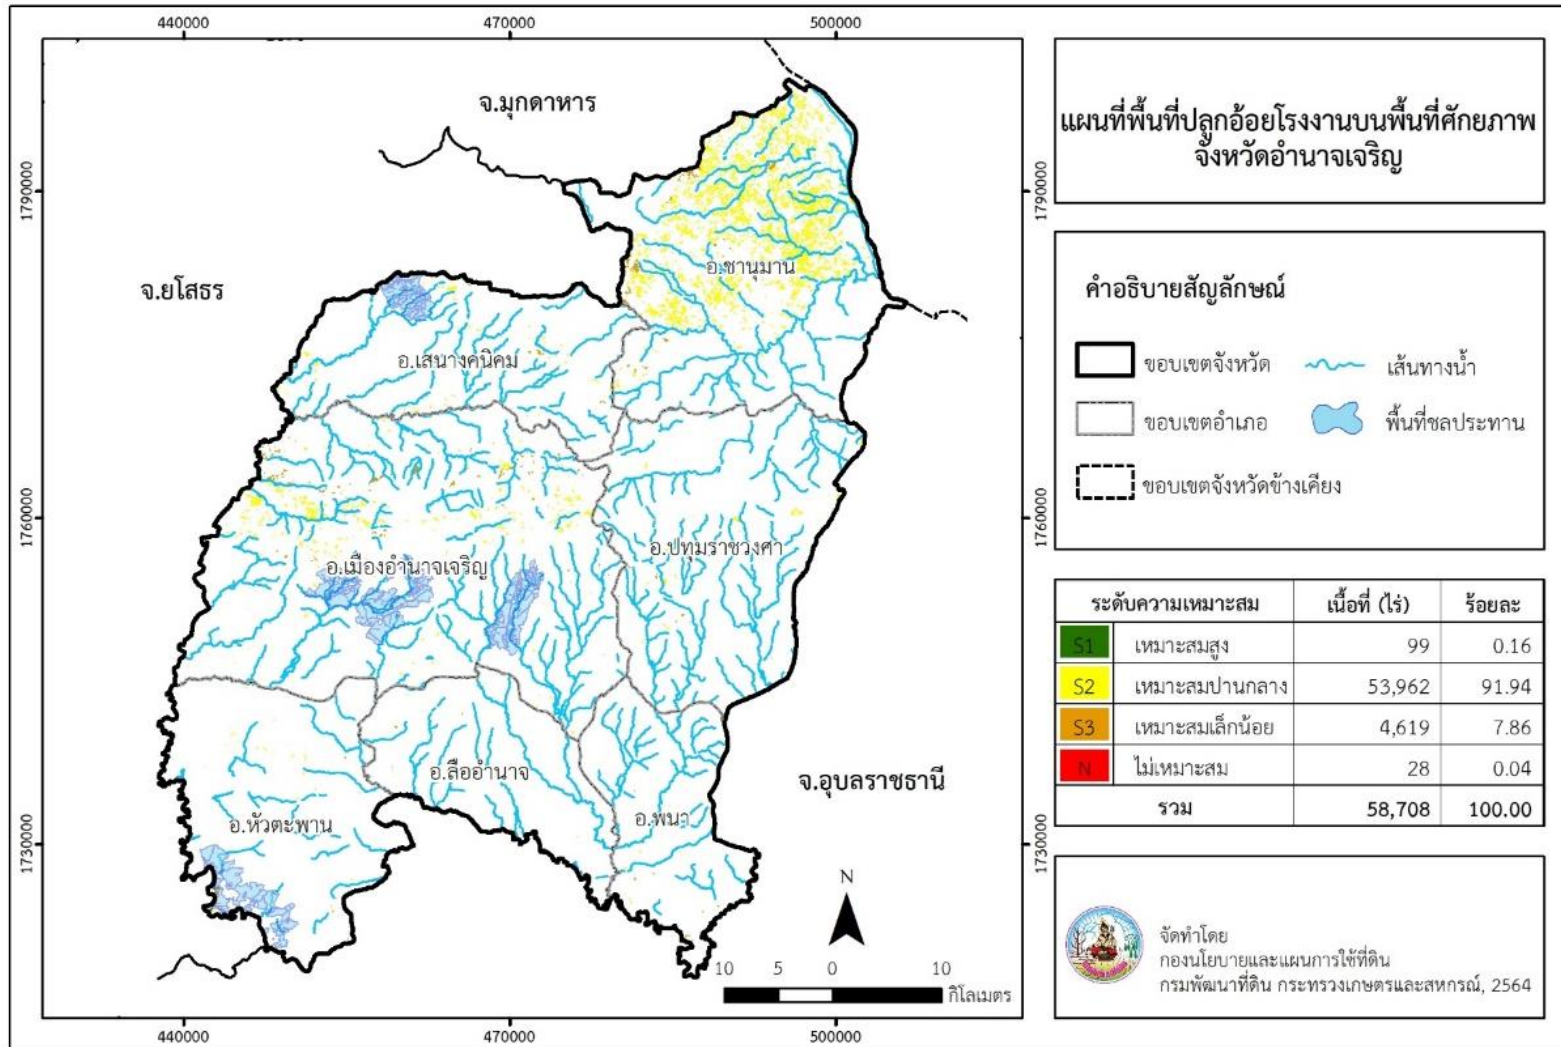 440000
470000
500000
1790000
1760000
1730000
จ.มุกดาหาร
จ.ยโสธร
อ.ชานุมาน
อ.เสนางคนิคม
อ.ปทุมราชวงศา
อ.เมืองอำนาจเจริญ
อ.ลืออำนาจ
อ.หัวตะพาน
อ.พนา
จ.อุบลราชธานี
N
10 5 0 10
กิโลเมตร
1790000
1760000
1730000
440000
470000
500000
แผนที่พื้นที่ปลูกอ้อยโรงงานบนพื้นที่ศักยภาพ
จังหวัดอำนาจเจริญ
คำอธิบายสัญลักษณ์
ขอบเขตจังหวัด เส้นทางน้ำ
ขอบเขตอำเภอ พื้นที่ชลประทาน
ขอบเขตจังหวัดข้างเคียง
ระดับความเหมาะสม เนื้อที่ (ไร่) ร้อยละ
S1 เหมาะสมสูง 99 0.16
S2 เหมาะสมปานกลาง 53,962 91.94
S3 เหมาะสมเล็กน้อย 4,619 7.86
N ไม่เหมาะสม 28 0.04
รวม 58,708 100.00
จัดทำโดย
กองนโยบายและแผนการใช้ที่ดิน
กรมพัฒนาที่ดิน กระทรวงเกษตรและสหกรณ์, 2564